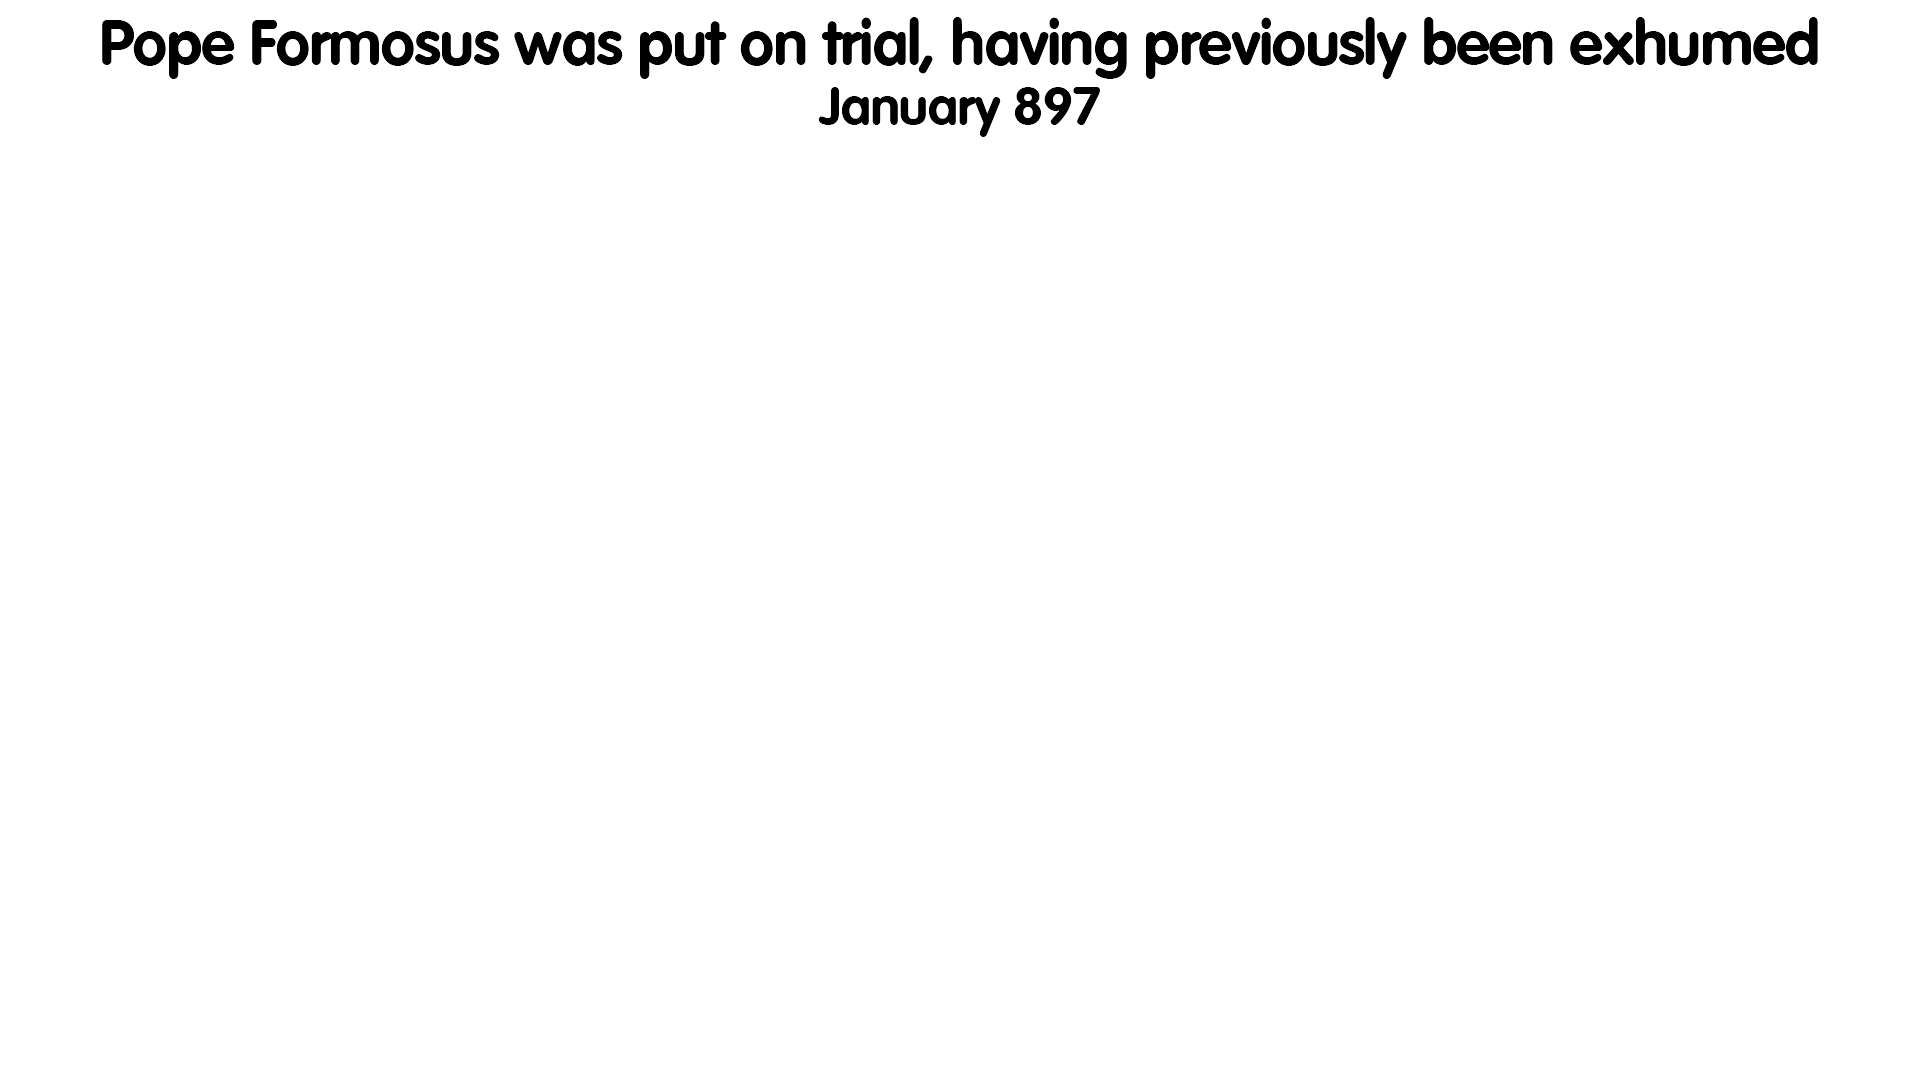 Pope Formosus was put on trial, having previously been exhumed
January 897